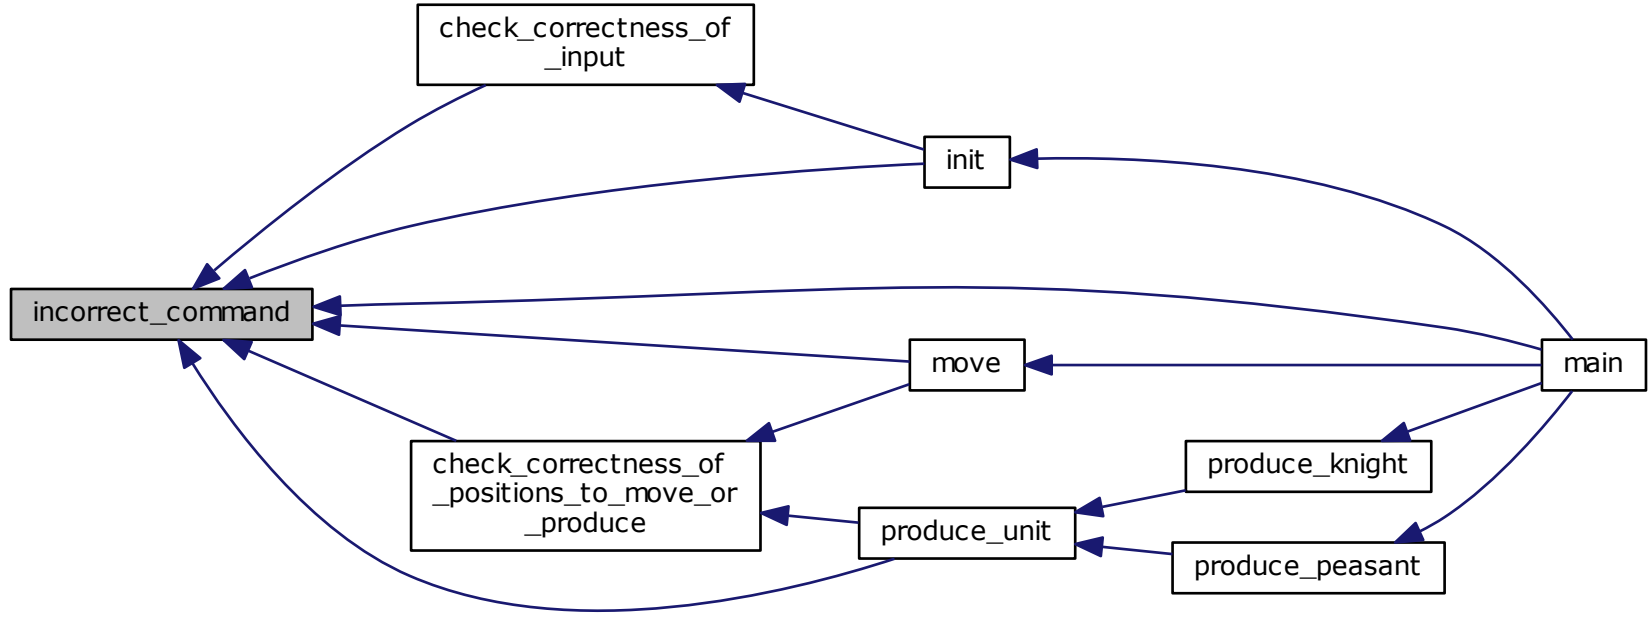 check_correctness_of
_input
init
incorrect_command
move
main
check_correctness_of
_positions_to_move_or
_produce
produce_knight
produce_unit
produce_peasant